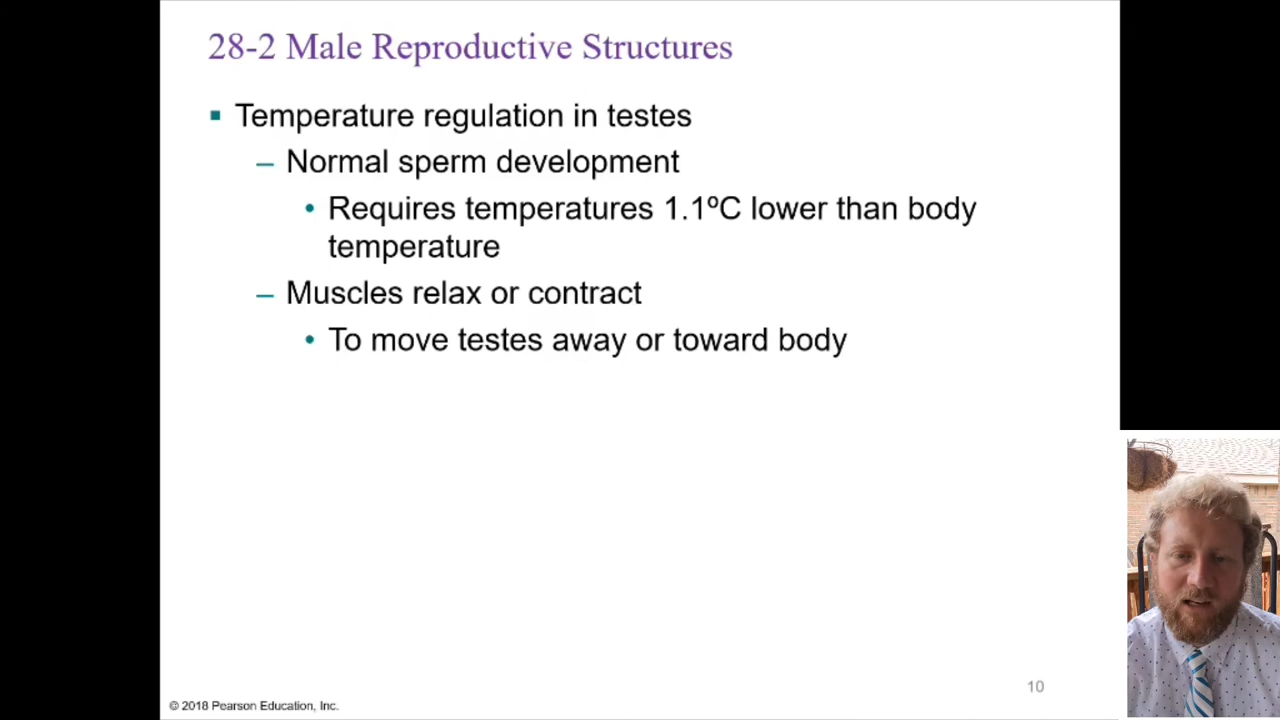 28-2 Male Reproductive Structures
▪ Temperature regulation in testes
– Normal sperm development
• Requires temperatures 1.1ºC lower than body
temperature
– Muscles relax or contract
• To move testes away or toward body
10
© 2018 Pearson Education, Inc.